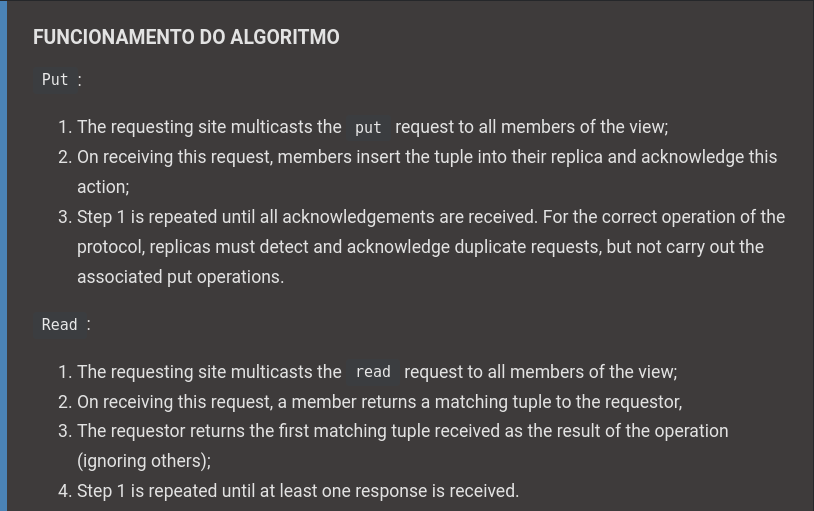 FUNCIONAMENTO DO ALGORITMO
Put :
1. The requesting site multicasts the put request to all members of the view;
2. On receiving this request, members insert the tuple into their replica and acknowledge this
action;
3. Step 1 is repeated until all acknowledgements are received. For the correct operation of the
protocol, replicas must detect and acknowledge duplicate requests, but not carry out the
associated put operations.
Read :
1. The requesting site multicasts the read request to all members of the view;
2. On receiving this request, a member returns a matching tuple to the requestor,
3. The requestor returns the first matching tuple received as the result of the operation
(ignoring others);
4. Step 1 is repeated until at least one response is received.